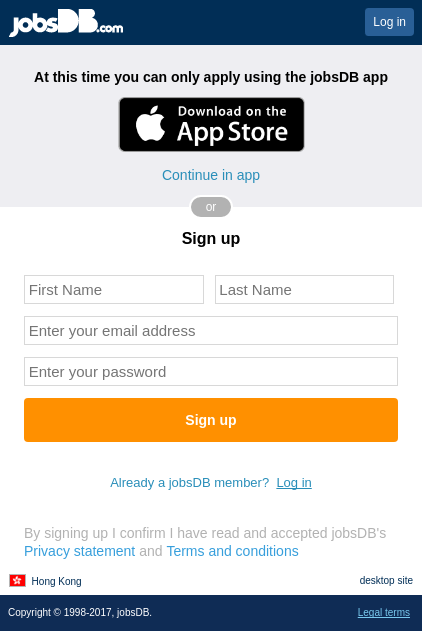 jobsDB.com
Log in
At this time you can only apply using the jobsDB app
Download on the
App Store
Continue in app
or
Sign up
First Name Last Name
Enter your email address
Enter your password
Sign up
Already a jobsDB member? Log in
By signing up I confirm I have read and accepted jobsDB's
Privacy statement and Terms and conditions
Hong Kong desktop site
Copyright © 1998-2017, jobsDB. Legal terms